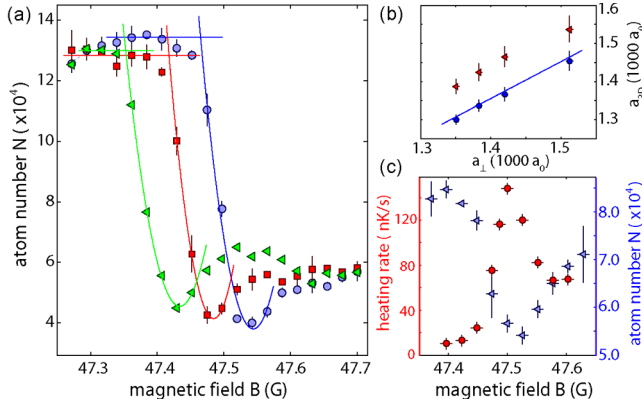 (a)
atom number N ( x10⁴)
14
12
10
8
6
4
47.3
47.4
47.5
47.6
47.7
magnetic field B (G)
(b)
1.6
1.5
1.4
1.3
a3D (1000 a0)
1.3
1.4
1.5
a⊥ (1000 a0)
(c)
heating rate ( nK/s)
120
80
40
0
8.0
7.0
6.0
5.0
atom number N (x10⁴)
47.4
47.5
47.6
magnetic field B (G)